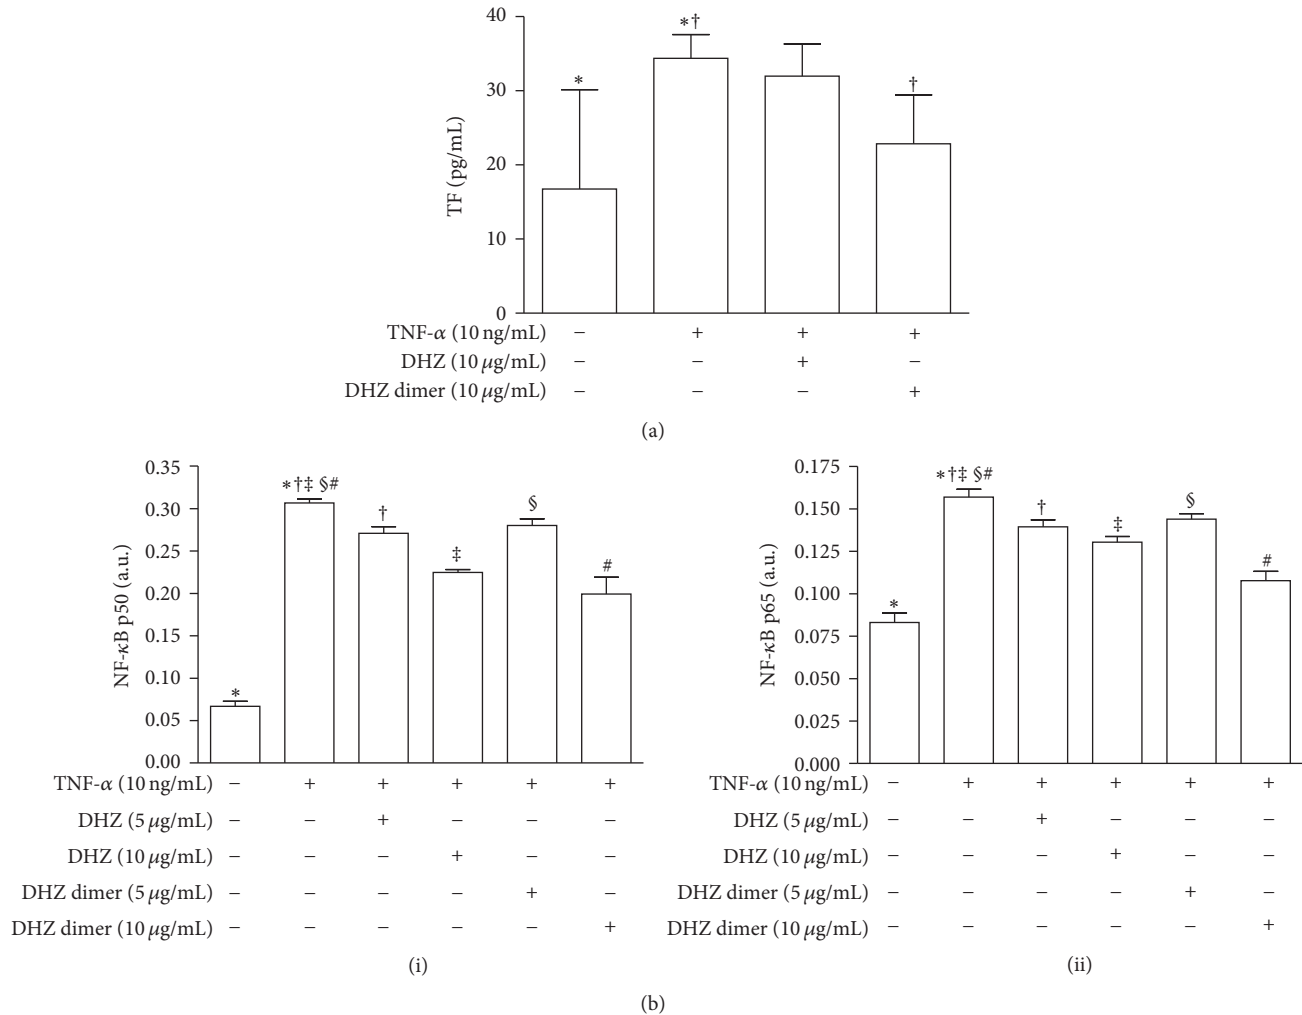 40
30
20
10
0
TF (pg/mL)
*
*†
†
TNF-α (10 ng/mL) − + + +
DHZ (10 μg/mL) − − + −
DHZ dimer (10 μg/mL) − − − +
(a)
0.35
0.30
0.25
0.20
0.15
0.10
0.05
0.00
NF-κB p50 (a.u.)
*
*†‡ §#
†
‡
§
#
TNF-α (10 ng/mL) − + + + + +
DHZ (5 μg/mL) − − + − − −
DHZ (10 μg/mL) − − − + − −
DHZ dimer (5 μg/mL) − − − − + −
DHZ dimer (10 μg/mL) − − − − − +
(i)
0.175
0.150
0.125
0.100
0.075
0.050
0.025
0.000
NF-κB p65 (a.u.)
*
*†‡ §#
†
‡
§
#
TNF-α (10 ng/mL) − + + + + +
DHZ (5 μg/mL) − − + − − −
DHZ (10 μg/mL) − − − + − −
DHZ dimer (5 μg/mL) − − − − + −
DHZ dimer (10 μg/mL) − − − − − +
(ii)
(b)